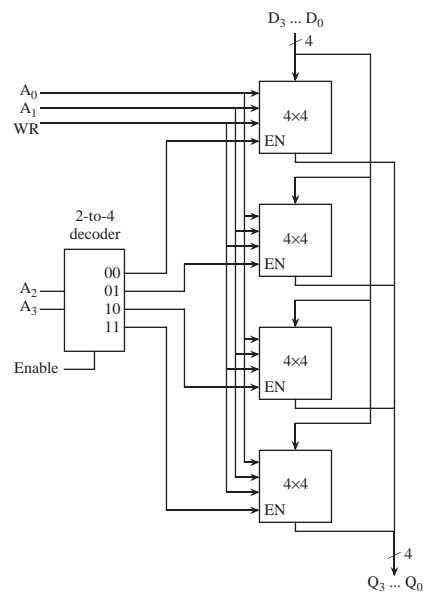 D3 ... D0
4
A0
A1
WR
4×4
EN
2-to-4
decoder
4×4
EN
00
01
10
11
A2
A3
Enable
4×4
EN
4×4
EN
4
Q3 ... Q0